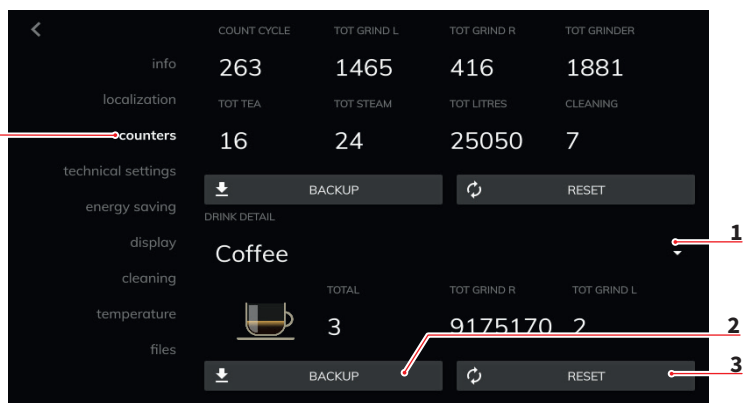 COUNT CYCLE TOT GRIND L TOT GRIND R TOT GRINDER
info 263 1465 416 1881
localization TOT TEA TOT STEAM TOT LITRES CLEANING
counters 16 24 25050 7
technical settings
energy saving BACKUP RESET
DRINK DETAIL
display Coffee 1
cleaning TOTAL TOT GRIND R TOT GRIND L
temperature 3 9175170 2 2
files
BACKUP RESET 3